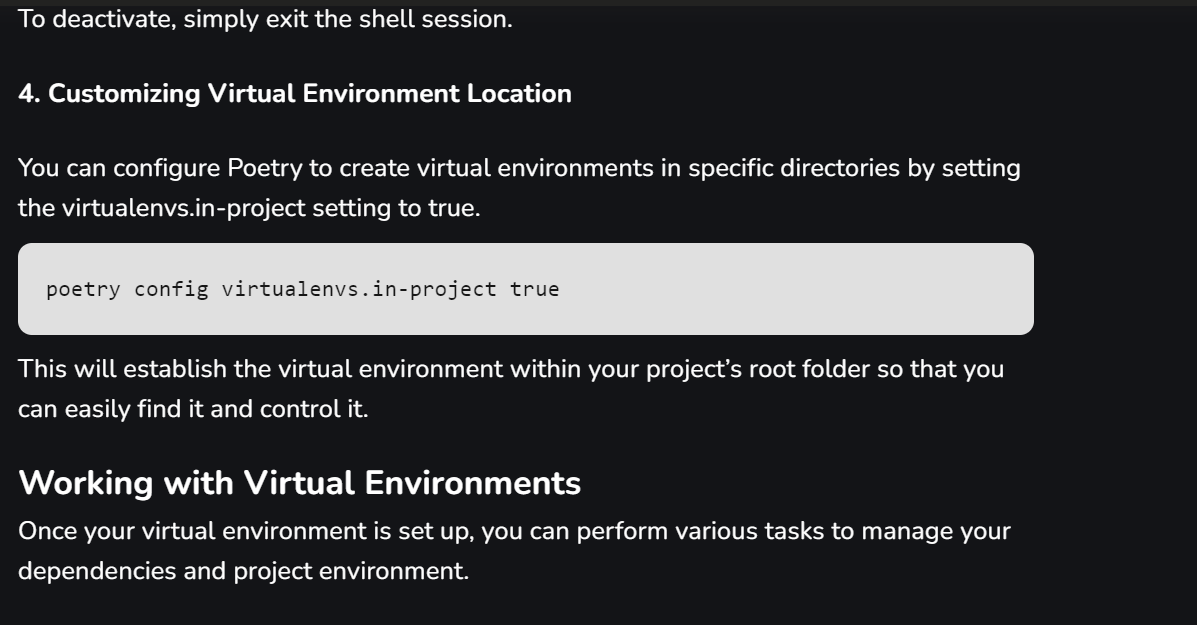 To deactivate, simply exit the shell session.
4. Customizing Virtual Environment Location
You can configure Poetry to create virtual environments in specific directories by setting
the virtualenvs.in-project setting to true.
poetry config virtualenvs.in-project true
This will establish the virtual environment within your project’s root folder so that you
can easily find it and control it.
Working with Virtual Environments
Once your virtual environment is set up, you can perform various tasks to manage your
dependencies and project environment.